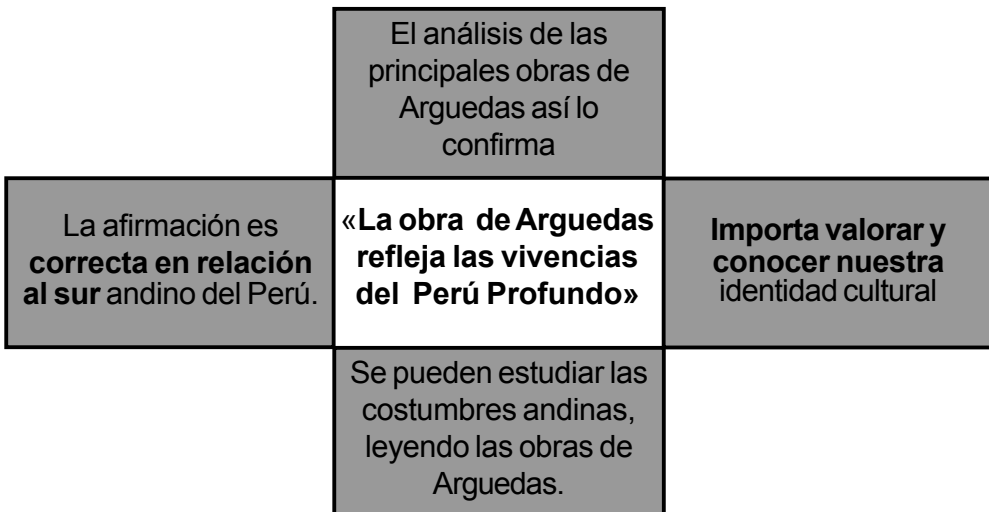 El análisis de las
principales obras de
Arguedas así lo
confirma
La afirmación es
correcta en relación
al sur andino del Perú.
«La obra de Arguedas
refleja las vivencias
del Perú Profundo»
Importa valorar y
conocer nuestra
identidad cultural
Se pueden estudiar las
costumbres andinas,
leyendo las obras de
Arguedas.